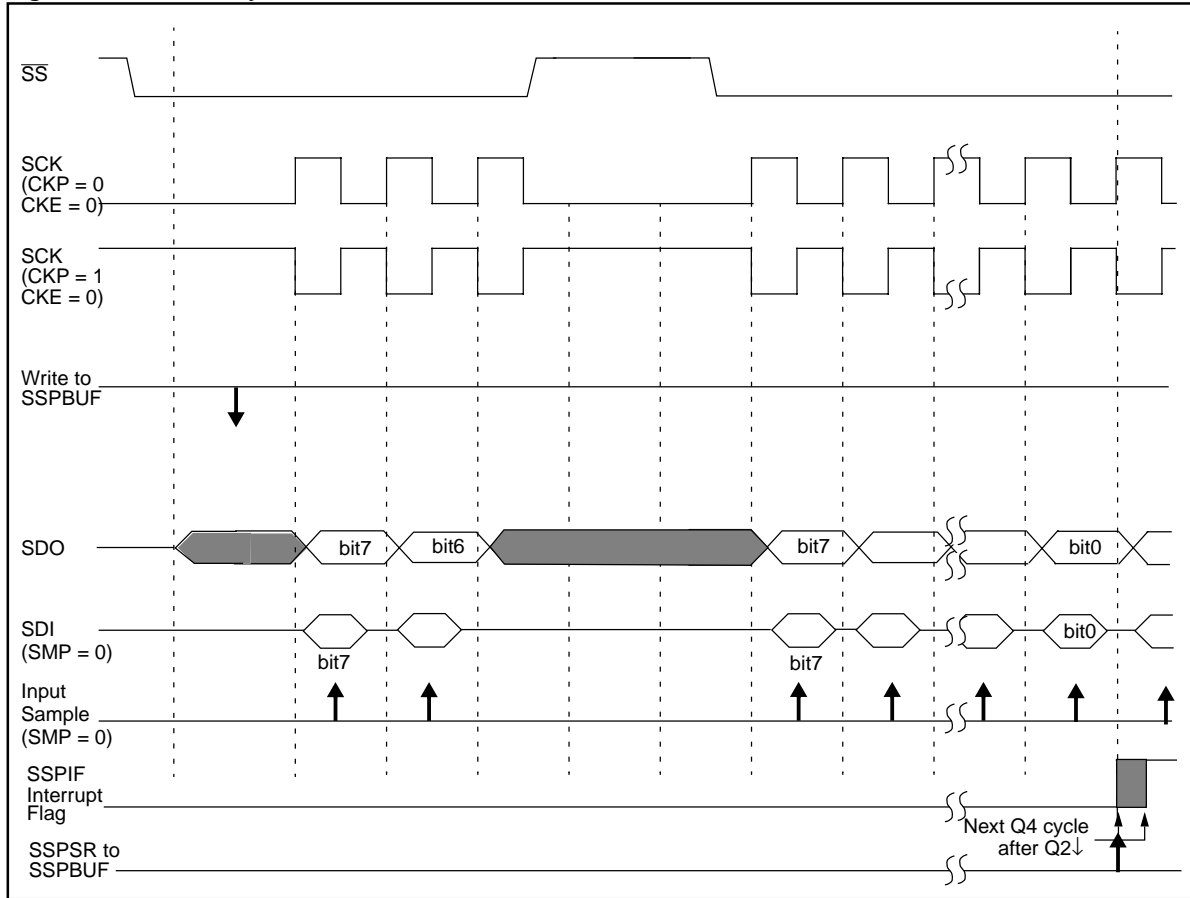 SS
SCK
(CKP = 0
CKE = 0)
SCK
(CKP = 1
CKE = 0)
Write to
SSPBUF
SDO
bit7
bit6
bit7
bit0
SDI
(SMP = 0)
bit7
bit7
bit0
Input
Sample
(SMP = 0)
SSPIF
Interrupt
Flag
Next Q4 cycle
after Q2↓
SSPSR to
SSPBUF